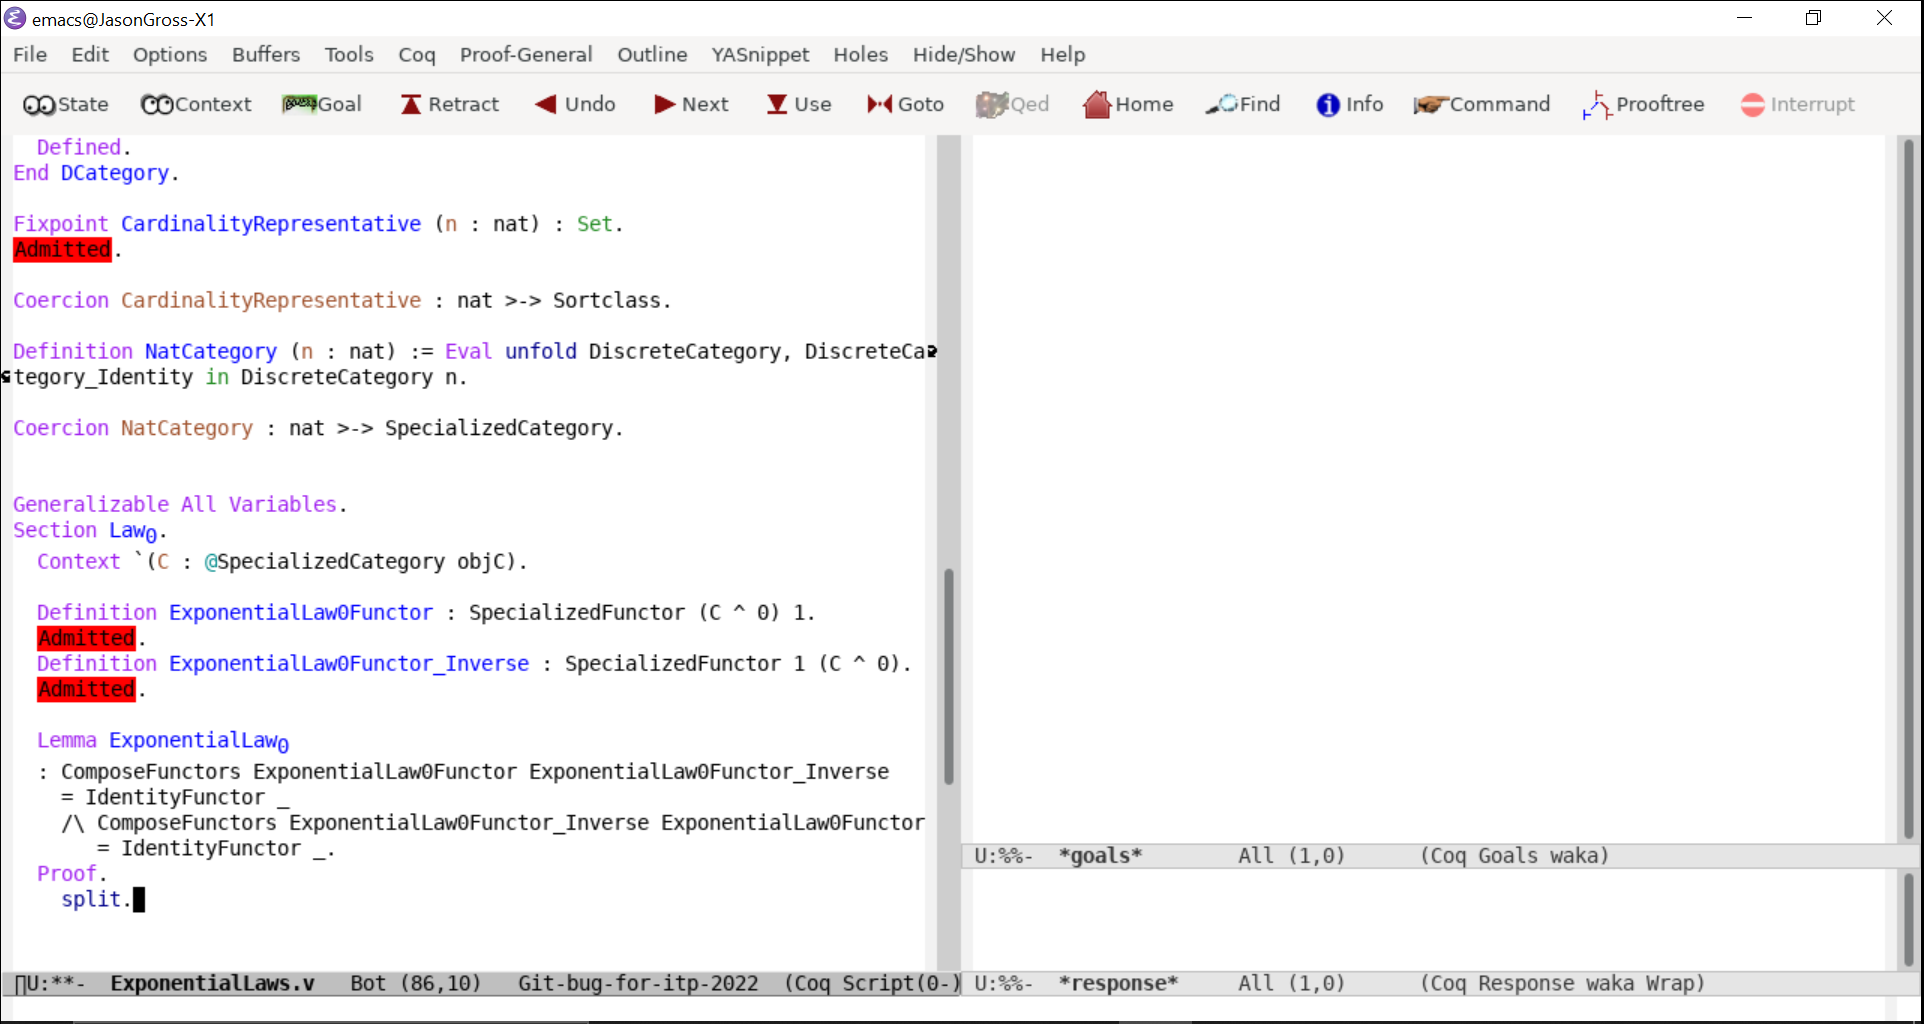 emacs@JasonGross-X1
File Edit Options Buffers Tools Coq Proof-General Outline YASnippet Holes Hide/Show Help
State Context Goal Retract Undo Next Use Goto Qed Home Find Info Command Prooftree Interrupt
Defined.
End DCategory.
Fixpoint CardinalityRepresentative (n : nat) : Set.
Admitted.
Coercion CardinalityRepresentative : nat >-> Sortclass.
Definition NatCategory (n : nat) := Eval unfold DiscreteCategory, DiscreteCa
tegory_Identity in DiscreteCategory n.
Coercion NatCategory : nat >-> SpecializedCategory.
Generalizable All Variables.
Section Law₀.
Context `(C : @SpecializedCategory objC).
Definition ExponentialLaw0Functor : SpecializedFunctor (C ^ 0) 1.
Admitted.
Definition ExponentialLaw0Functor_Inverse : SpecializedFunctor 1 (C ^ 0).
Admitted.
Lemma ExponentialLaw₀
: ComposeFunctors ExponentialLaw0Functor ExponentialLaw0Functor_Inverse
= IdentityFunctor _
/\ ComposeFunctors ExponentialLaw0Functor_Inverse ExponentialLaw0Functor
= IdentityFunctor _.
Proof.
split.
U:**- ExponentialLaws.v Bot (86,10) Git-bug-for-itp-2022 (Coq Script(0-)
U:%%- *goals* All (1,0) (Coq Goals waka)
U:%%- *response* All (1,0) (Coq Response waka Wrap)